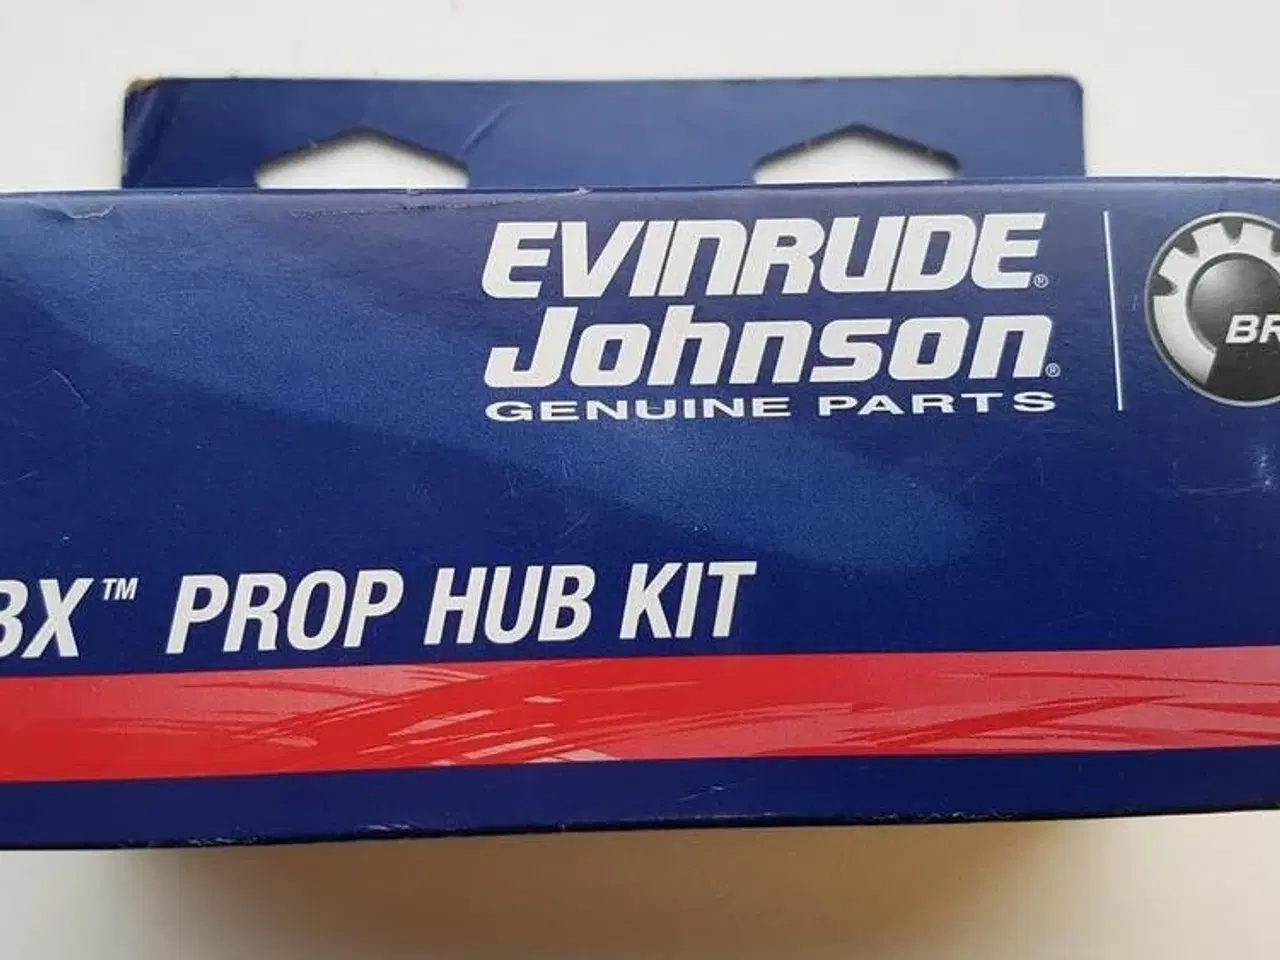 EVINRUDE®
Johnson®
GENUINE PARTS
BR
BX™ PROP HUB KIT